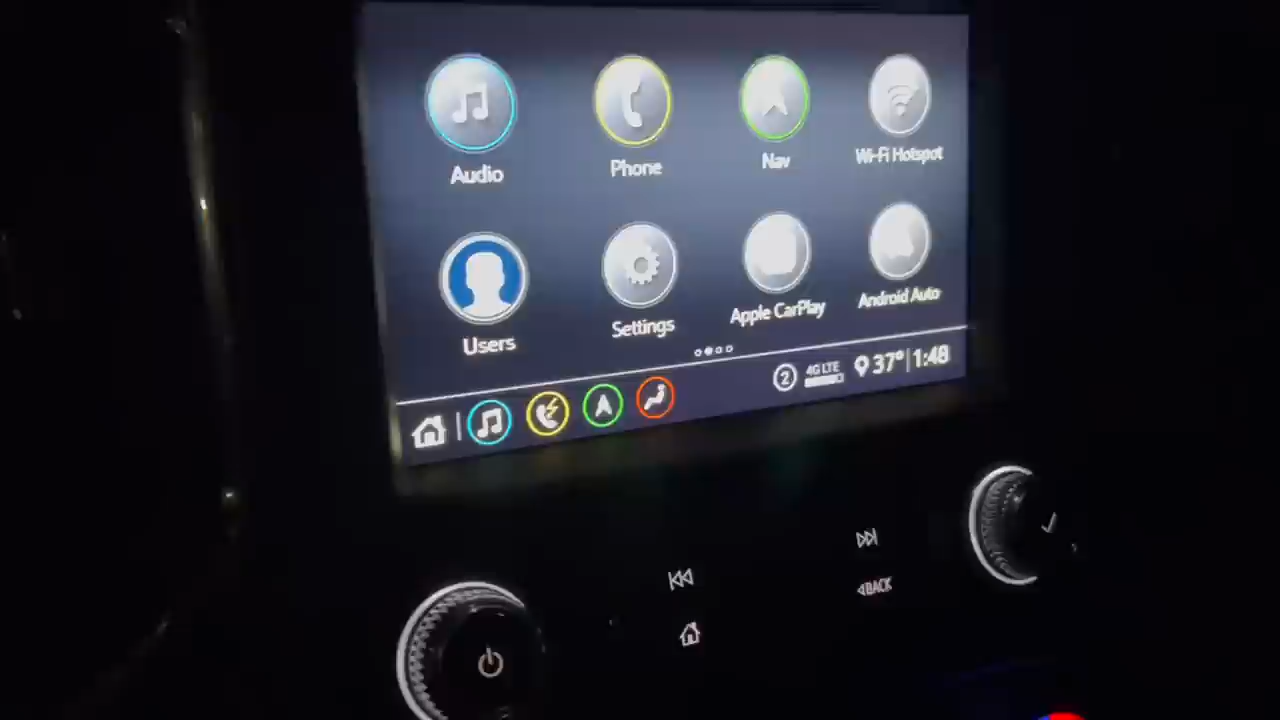 Audio
Phone
Nav
Wi-Fi Hotspot
Users
Settings
Apple CarPlay
Android Auto
2
4G LTE
37°
1:48
BACK